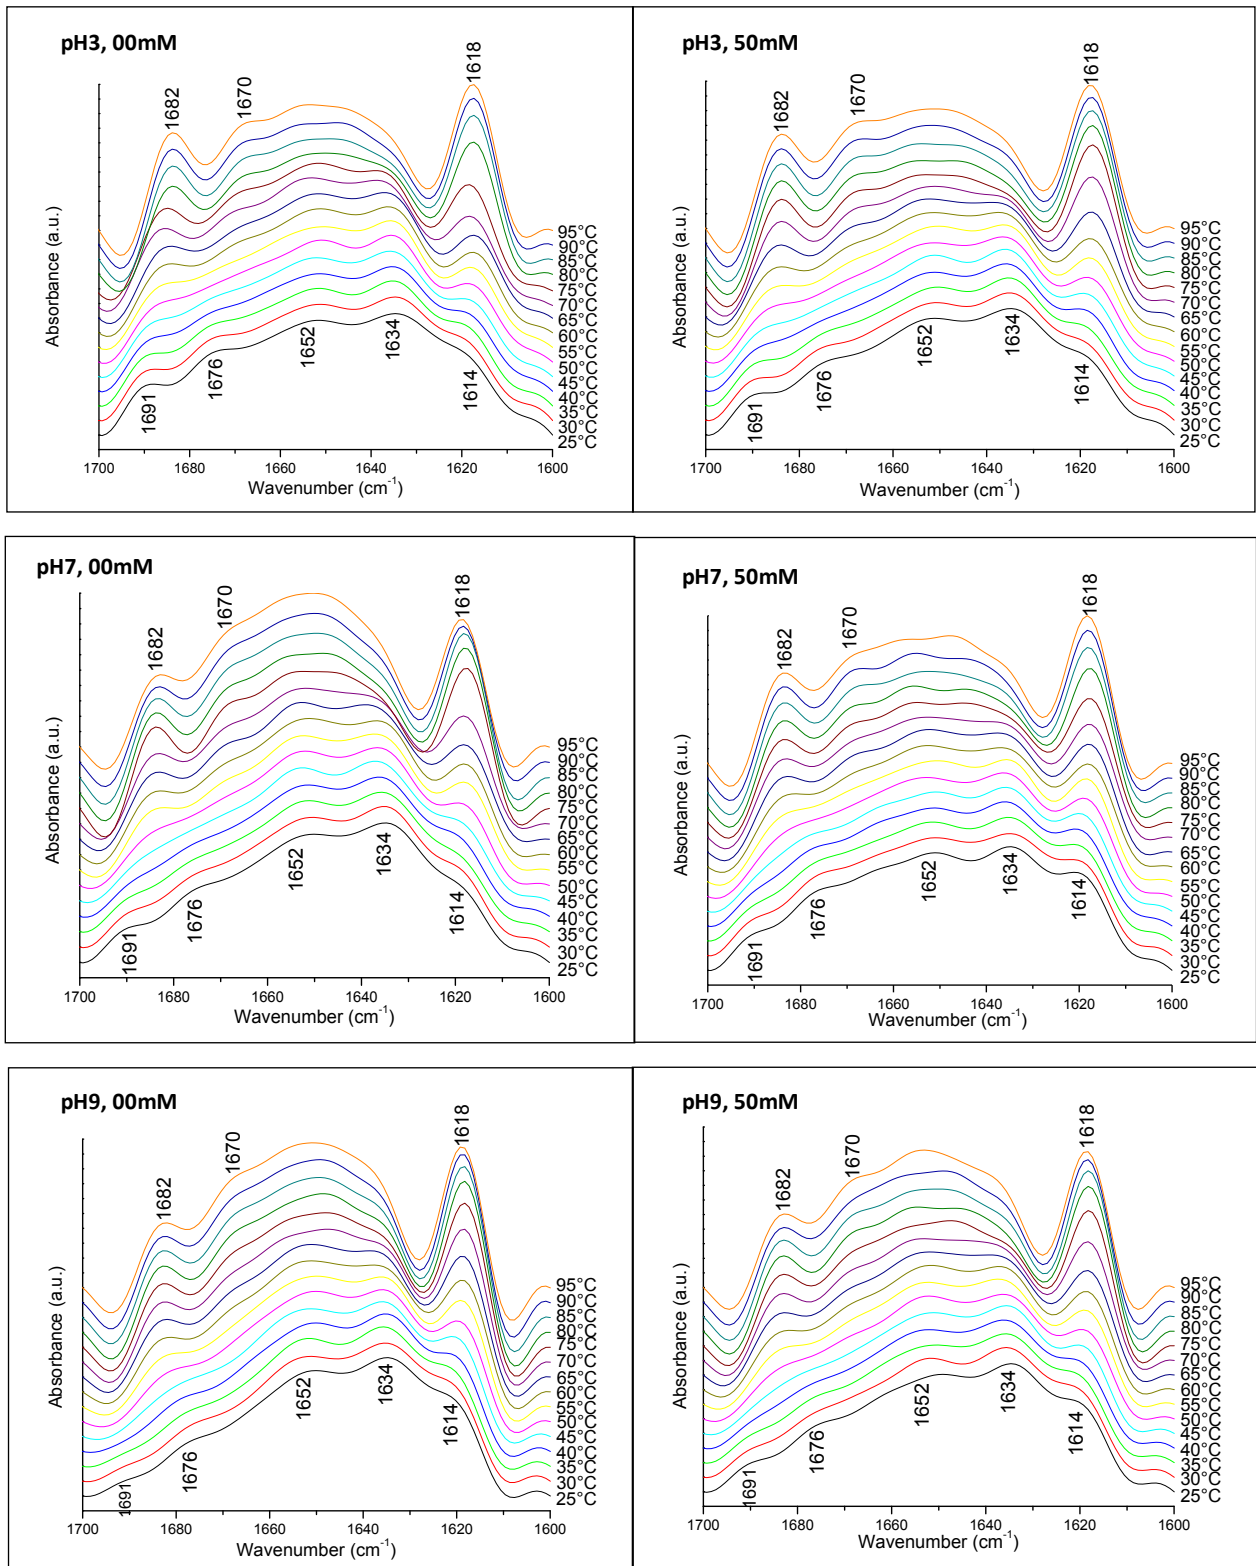 pH3, 00mM
1682
1670
1618
Absorbance (a.u.)
95°C
90°C
85°C
80°C
75°C
70°C
65°C
60°C
55°C
50°C
45°C
40°C
35°C
30°C
25°C
1691
1676
1652
1634
1614
1700 1680 1660 1640 1620 1600
Wavenumber (cm⁻¹)
pH3, 50mM
1682
1670
1618
Absorbance (a.u.)
95°C
90°C
85°C
80°C
75°C
70°C
65°C
60°C
55°C
50°C
45°C
40°C
35°C
30°C
25°C
1691
1676
1652
1634
1614
1700 1680 1660 1640 1620 1600
Wavenumber (cm⁻¹)
pH7, 00mM
1682
1670
1618
Absorbance (a.u.)
95°C
90°C
85°C
80°C
75°C
70°C
65°C
60°C
55°C
50°C
45°C
40°C
35°C
30°C
25°C
1691
1676
1652
1634
1614
1700 1680 1660 1640 1620 1600
Wavenumber (cm⁻¹)
pH7, 50mM
1682
1670
1618
Absorbance (a.u.)
95°C
90°C
85°C
80°C
75°C
70°C
65°C
60°C
55°C
50°C
45°C
40°C
35°C
30°C
25°C
1691
1676
1652
1634
1614
1700 1680 1660 1640 1620 1600
Wavenumber (cm⁻¹)
pH9, 00mM
1682
1670
1618
Absorbance (a.u.)
95°C
90°C
85°C
80°C
75°C
70°C
65°C
60°C
55°C
50°C
45°C
40°C
35°C
30°C
25°C
1691
1676
1652
1634
1614
1700 1680 1660 1640 1620 1600
Wavenumber (cm⁻¹)
pH9, 50mM
1682
1670
1618
Absorbance (a.u.)
95°C
90°C
85°C
80°C
75°C
70°C
65°C
60°C
55°C
50°C
45°C
40°C
35°C
30°C
25°C
1691
1676
1652
1634
1614
1700 1680 1660 1640 1620 1600
Wavenumber (cm⁻¹)